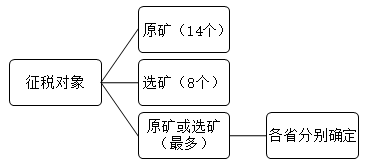 原矿（14个）
征税对象
选矿（8个）
原矿或选矿
（最多）
各省分别确定